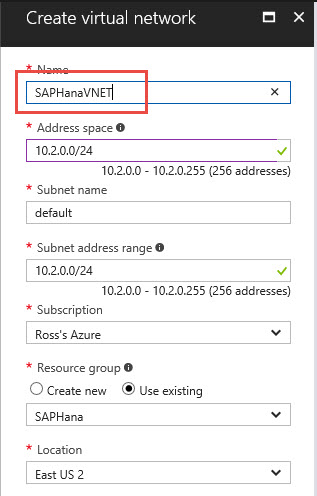 Create virtual network
* Name
SAPHanaVNET
* Address space
10.2.0.0/24
10.2.0.0 - 10.2.0.255 (256 addresses)
* Subnet name
default
* Subnet address range
10.2.0.0/24
10.2.0.0 - 10.2.0.255 (256 addresses)
* Subscription
Ross's Azure
* Resource group
Create new Use existing
SAPHana
* Location
East US 2